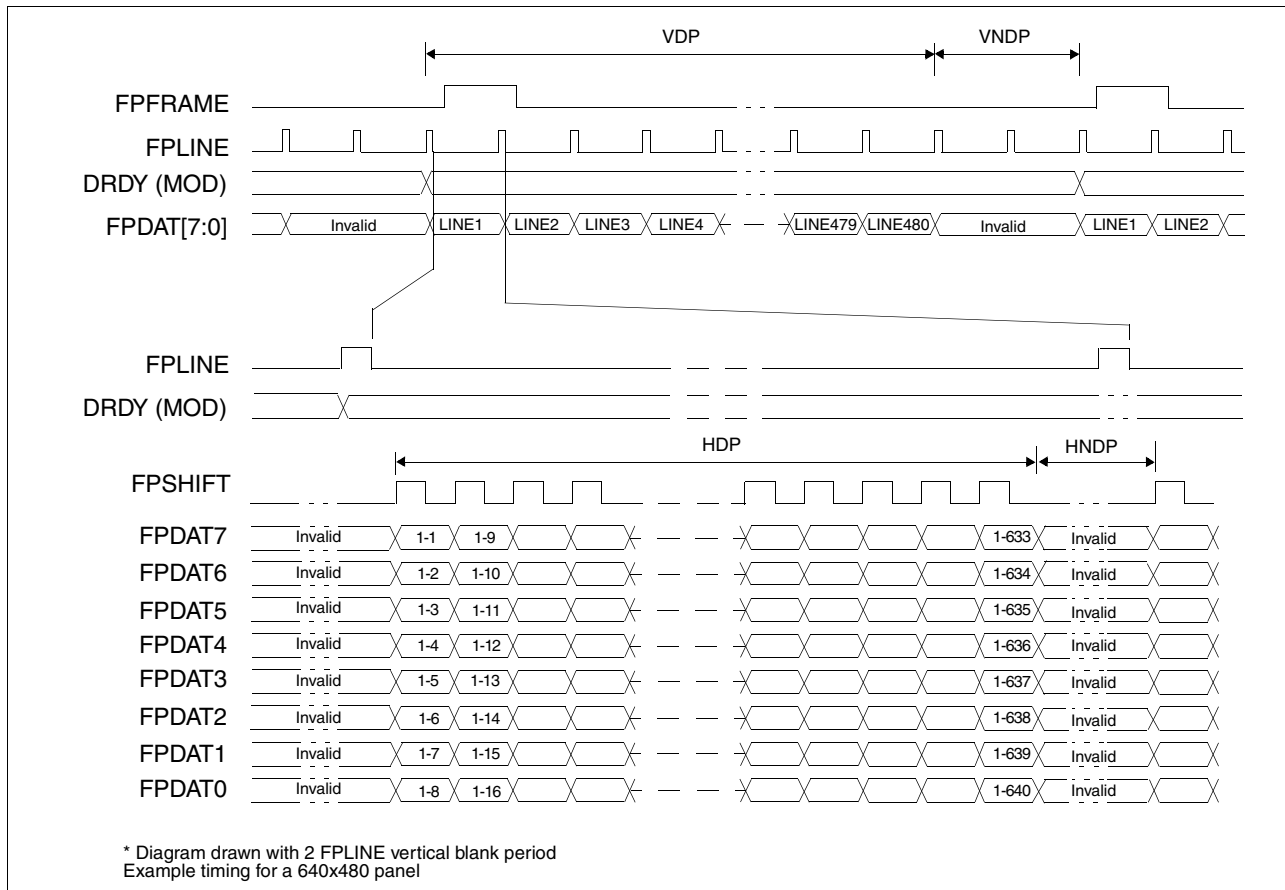 VDP VNDP
FPFRAME
FPLINE
DRDY (MOD)
FPDAT[7:0] Invalid LINE1 LINE2 LINE3 LINE4 LINE479 LINE480 Invalid LINE1 LINE2
FPLINE
DRDY (MOD)
HDP HNDP
FPSHIFT
FPDAT7 Invalid 1-1 1-9 1-633 Invalid
FPDAT6 Invalid 1-2 1-10 1-634 Invalid
FPDAT5 Invalid 1-3 1-11 1-635 Invalid
FPDAT4 Invalid 1-4 1-12 1-636 Invalid
FPDAT3 Invalid 1-5 1-13 1-637 Invalid
FPDAT2 Invalid 1-6 1-14 1-638 Invalid
FPDAT1 Invalid 1-7 1-15 1-639 Invalid
FPDAT0 Invalid 1-8 1-16 1-640 Invalid
* Diagram drawn with 2 FPLINE vertical blank period
Example timing for a 640x480 panel